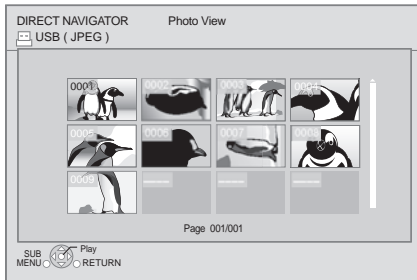 DIRECT NAVIGATOR Photo View
USB ( JPEG )
0001 0002 0003 0004
0005 0006 0007 0008
0009 ----- ----- -----
Page 001/001
SUB MENU Play RETURN